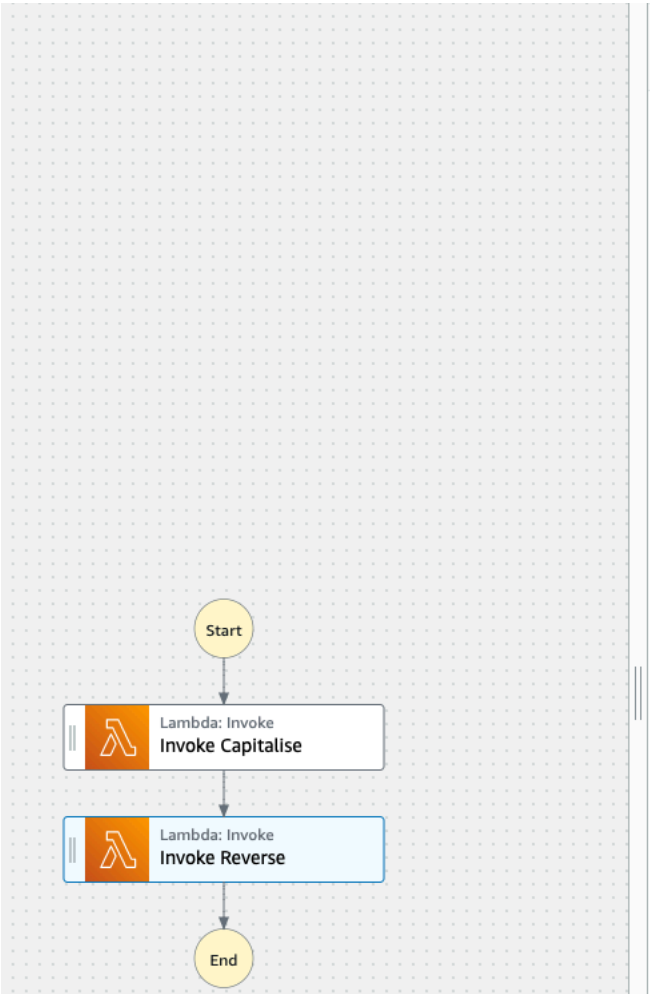 Start
Lambda: Invoke
Invoke Capitalise
Lambda: Invoke
Invoke Reverse
End